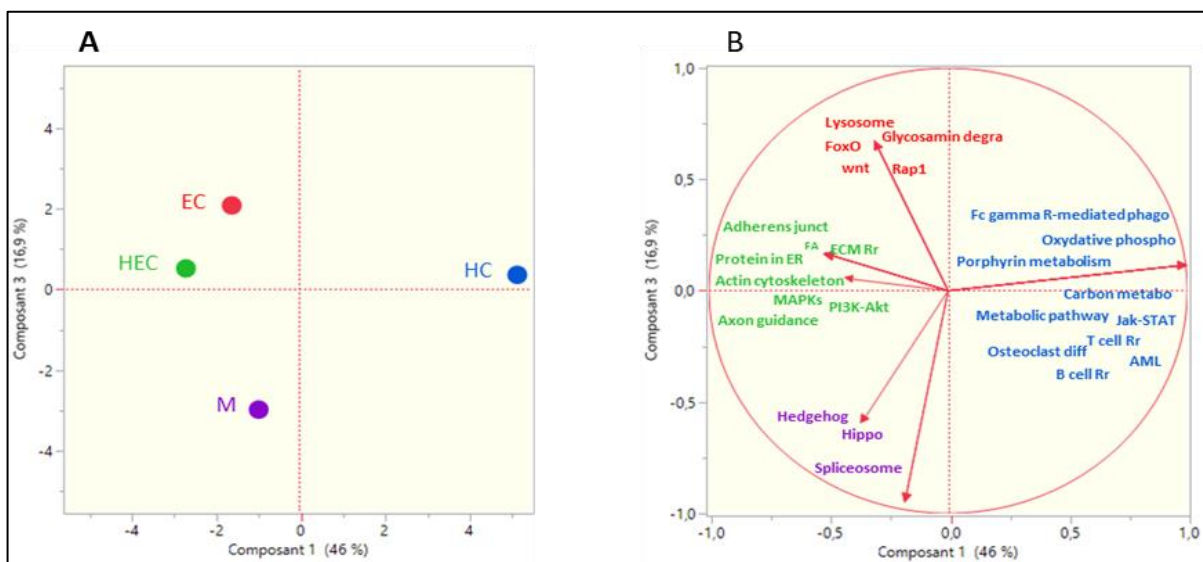 A
4
2
0
-2
-4
-4
-2
0
2
4
Composant 3 (16,9 %)
Composant 1 (46 %)
EC
HEC
HC
M
B
1,0
0,5
0,0
-0,5
-1,0
-1,0
-0,5
0,0
0,5
1,0
Composant 3 (16,9 %)
Composant 1 (46 %)
Lysosome
Glycosamin degra
FoxO
wnt
Rap1
Adherens junct
FA
ECM Rr
Protein in ER
Actin cytoskeleton
MAPKs
PI3K-Akt
Axon guidance
Fc gamma R-mediated phago
Oxydative phospho
Porphyrin metabolism
Carbon metabo
Metabolic pathway
Jak-STAT
T cell Rr
Osteoclast diff
AML
B cell Rr
Hedgehog
Hippo
Spliceosome